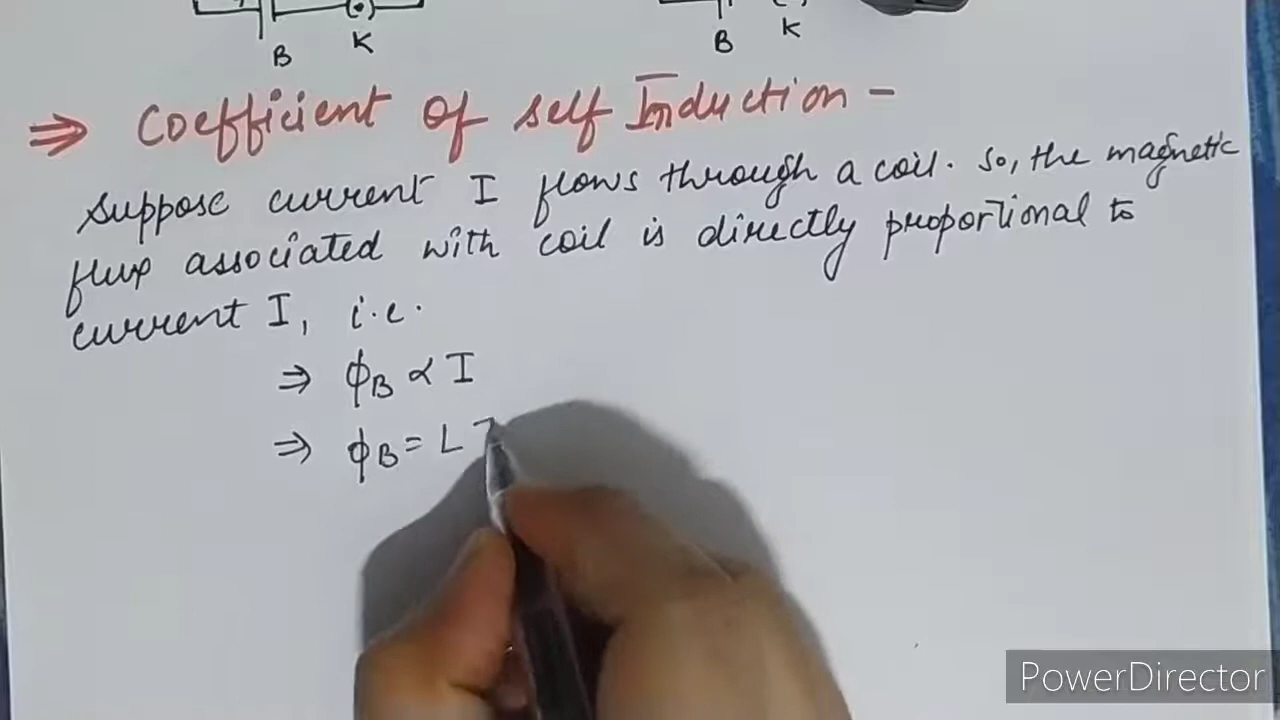 B K B K
⇒ Coefficient of self Induction -
Suppose current I flows through a coil. So, the magnetic
flux associated with coil is directly proportional to
current I, i.e.
⇒ ϕB ∝ I
⇒ ϕB = L I
PowerDirector